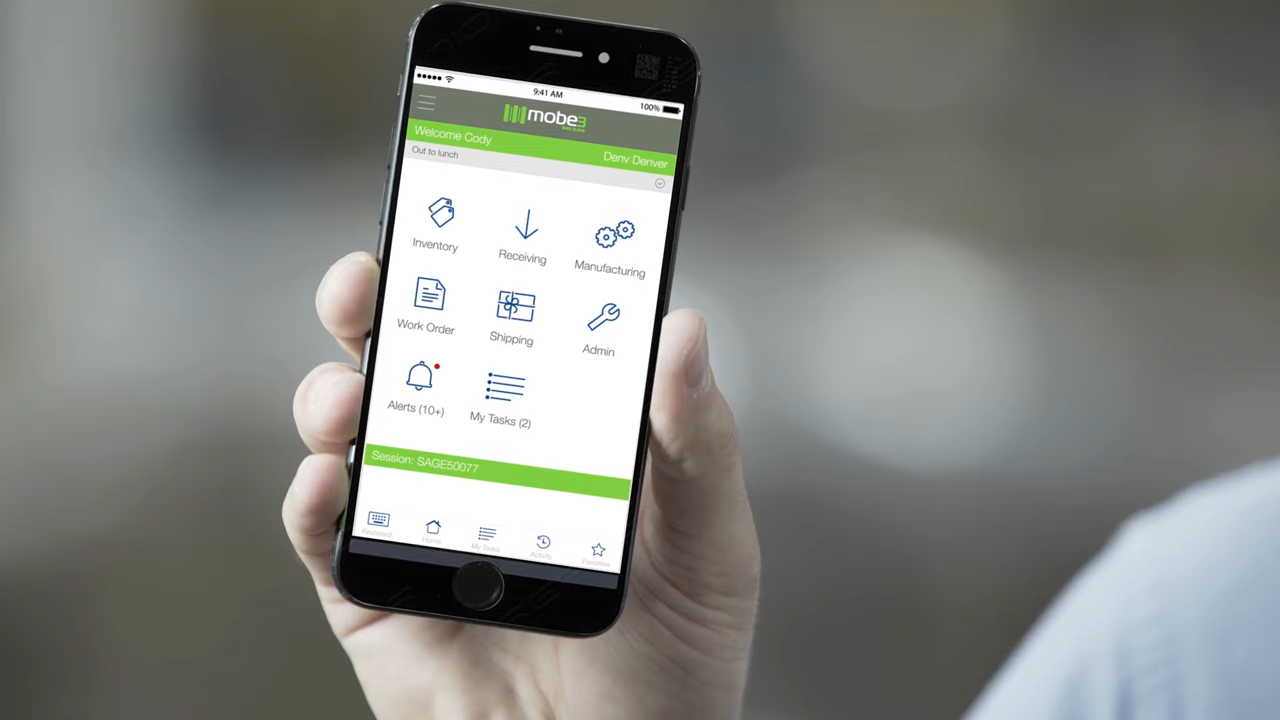 9:41 AM
100%
mobe3
Welcome Cody
Denv Denver
Out to lunch
Inventory
Receiving
Manufacturing
Work Order
Shipping
Admin
Alerts (10+)
My Tasks (2)
Session: SAGE50077
Keyboard
Home
My Tasks
Activity
Favorites